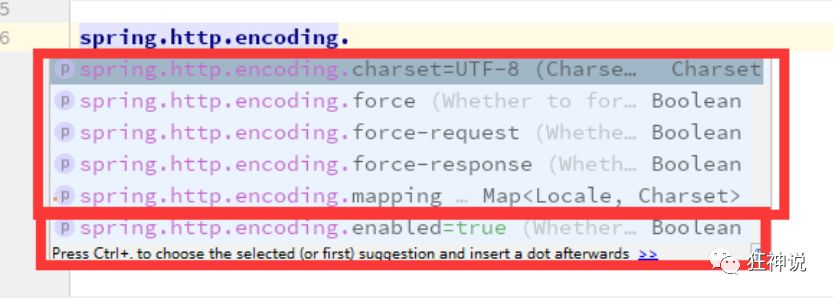 5
6 spring.http.encoding.
p spring.http.encoding.charset=UTF-8 (Charse… Charset
p spring.http.encoding.force (Whether to for… Boolean
p spring.http.encoding.force-request (Whethe… Boolean
p spring.http.encoding.force-response (Wheth… Boolean
p spring.http.encoding.mapping … Map<Locale, Charset>
p spring.http.encoding.enabled=true (Whether… Boolean
Press Ctrl+. to choose the selected (or first) suggestion and insert a dot afterwards >>
狂神说